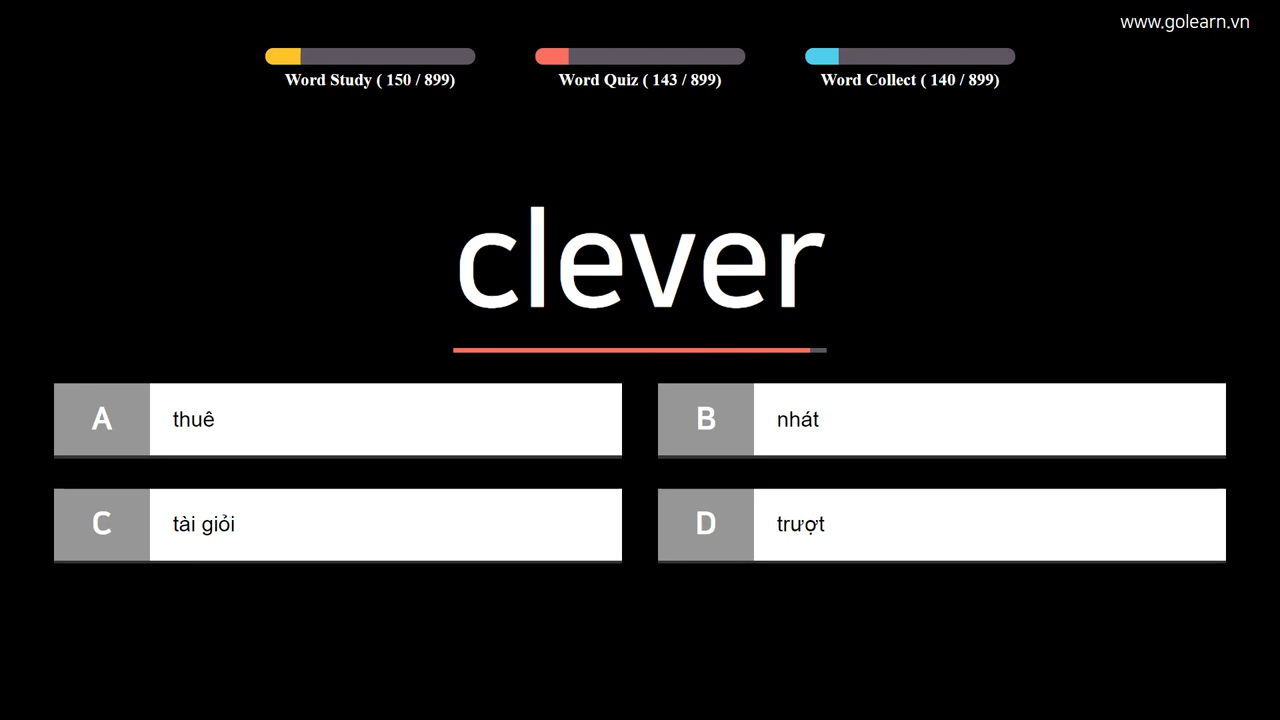 www.golearn.vn
Word Study ( 150 / 899)
Word Quiz ( 143 / 899)
Word Collect ( 140 / 899)
clever
A thuê
B nhát
C tài giỏi
D trượt